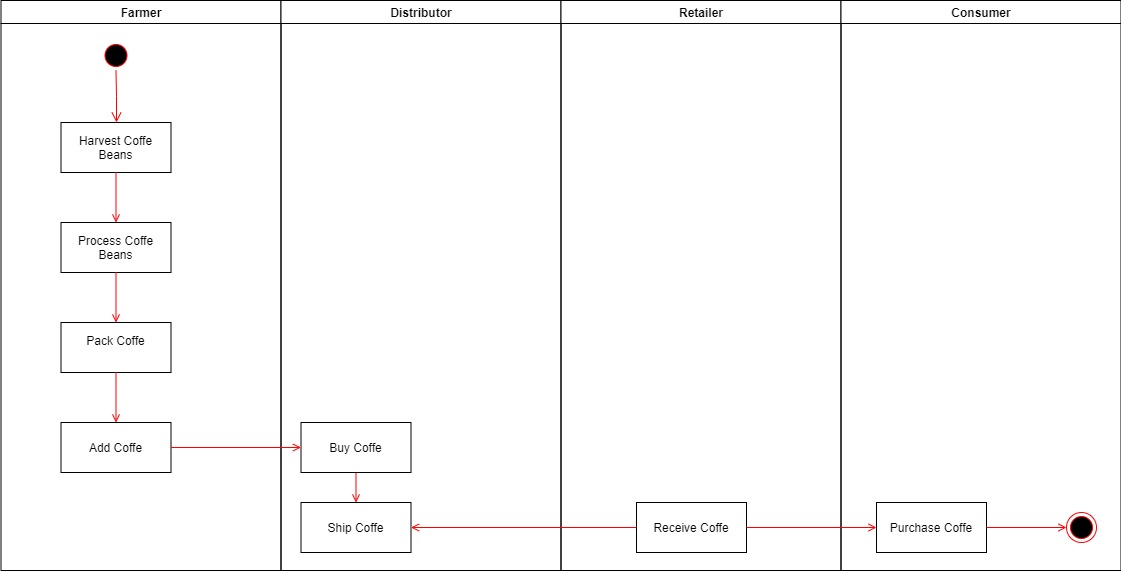 Farmer
Distributor
Retailer
Consumer
Harvest Coffe
Beans
Process Coffe
Beans
Pack Coffe
Add Coffe
Buy Coffe
Ship Coffe
Receive Coffe
Purchase Coffe